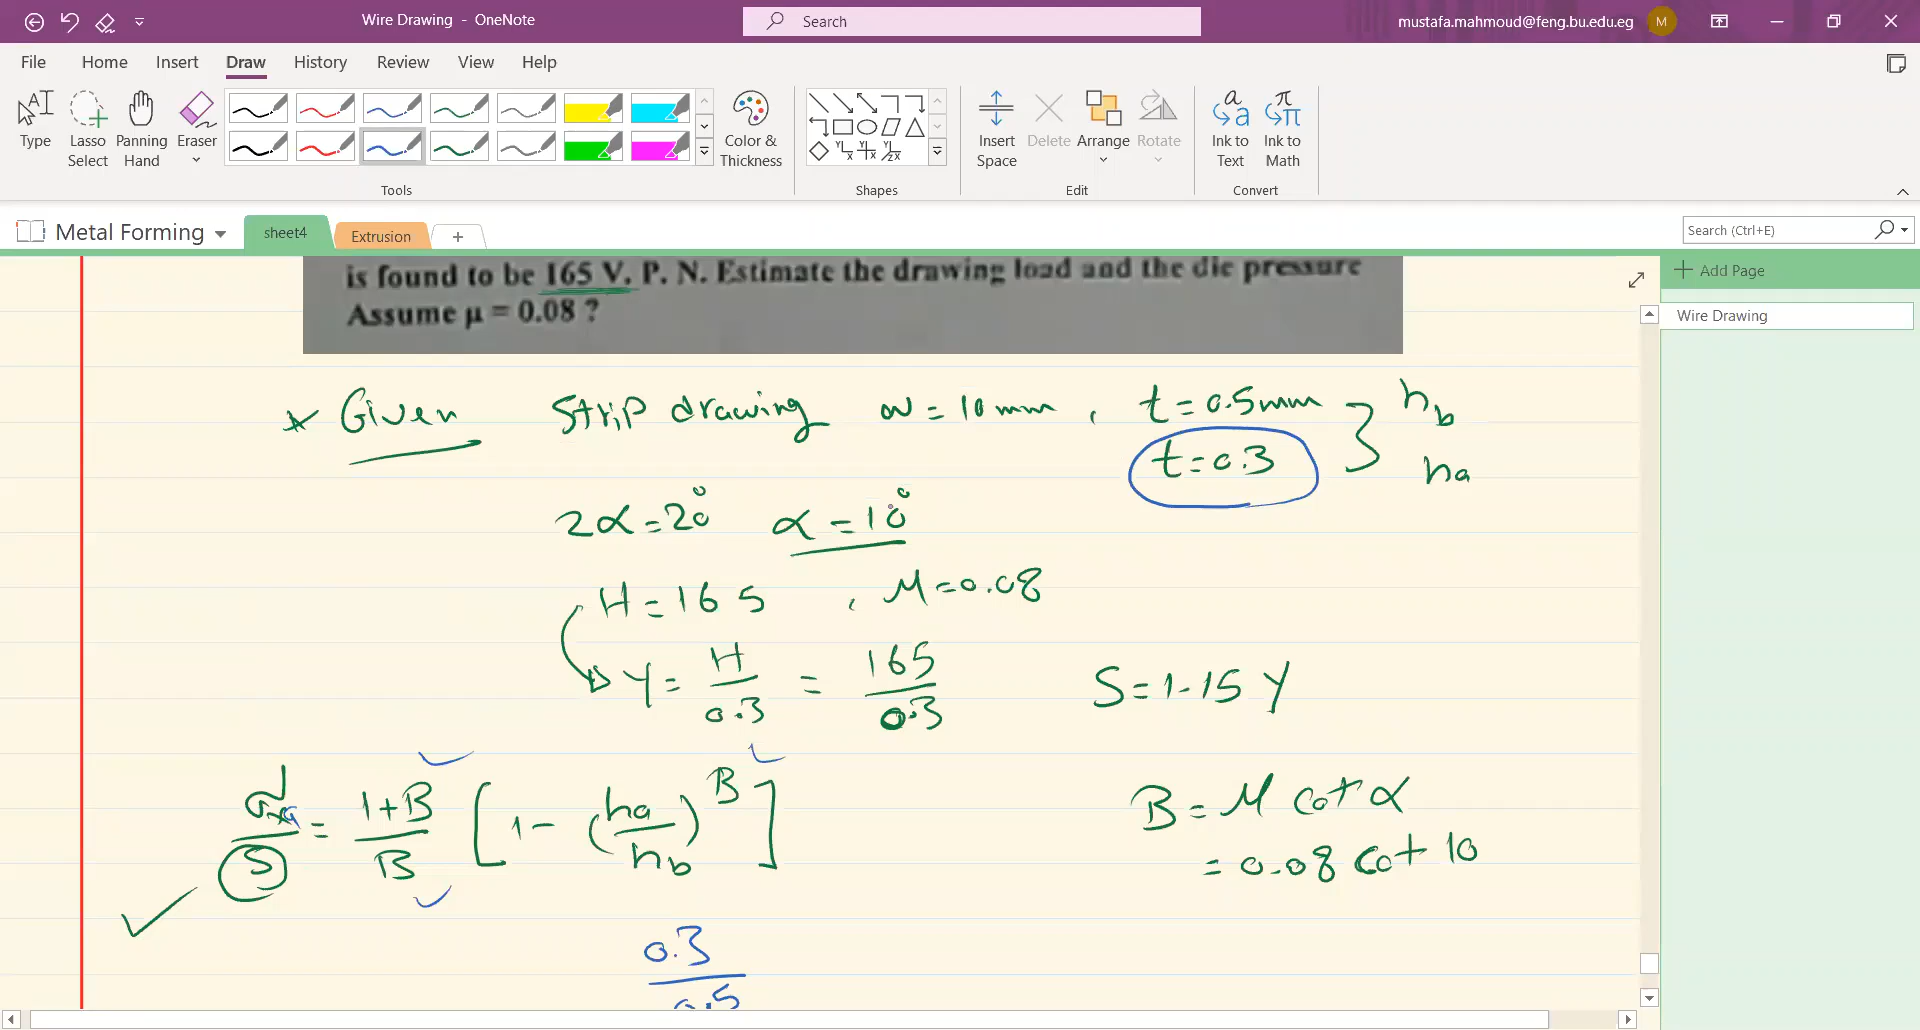 Wire Drawing - OneNote
Search
mustafa.mahmoud@feng.bu.edu.eg
M
File Home Insert Draw History Review View Help
Type
Lasso Select
Panning Hand
Eraser
Color & Thickness
Insert Space
Delete
Arrange
Rotate
Ink to Text
Ink to Math
Tools
Shapes
Edit
Convert
Metal Forming
sheet4
Extrusion
+
Search (Ctrl+E)
Add Page
Wire Drawing
is found to be 165 V. P. N. Estimate the drawing load and the die pressure
Assume μ = 0.08 ?
* Given Strip drawing w = 10 mm , t = 0.5 mm } hb
t = 0.3 ha
2α = 20° α = 10°
H = 165 , M = 0.08
Y = H / 0.3 = 165 / 0.3 S = 1.15 Y
σxa / S = 1+B / B [ 1 - (ha / hb)^B ]
B = M cot α
= 0.08 cot 10
0.3 / 0.5